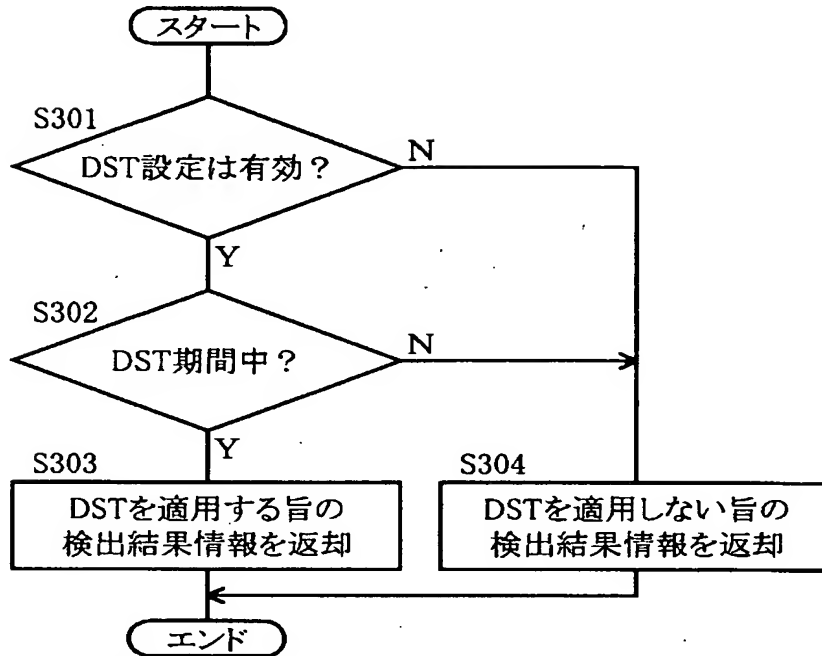 スタート
S301
DST設定は有効?
N
Y
S302
DST期間中?
N
Y
S303
DSTを適用する旨の
検出結果情報を返却
S304
DSTを適用しない旨の
検出結果情報を返却
エンド